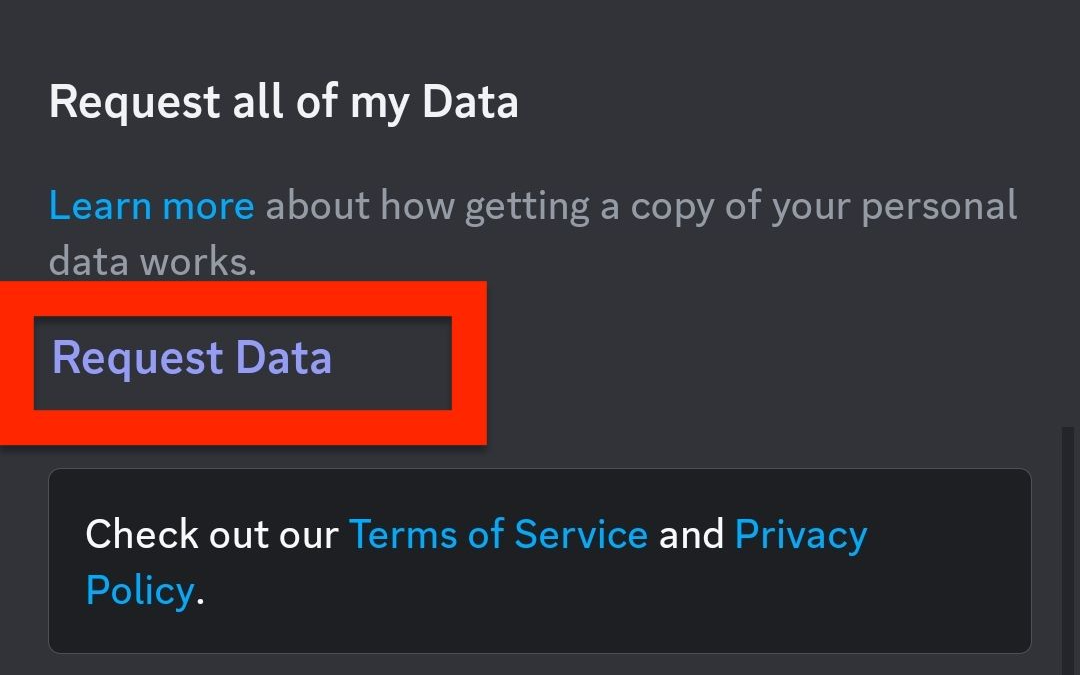 Request all of my Data
Learn more about how getting a copy of your personal
data works.
Request Data
Check out our Terms of Service and Privacy
Policy.